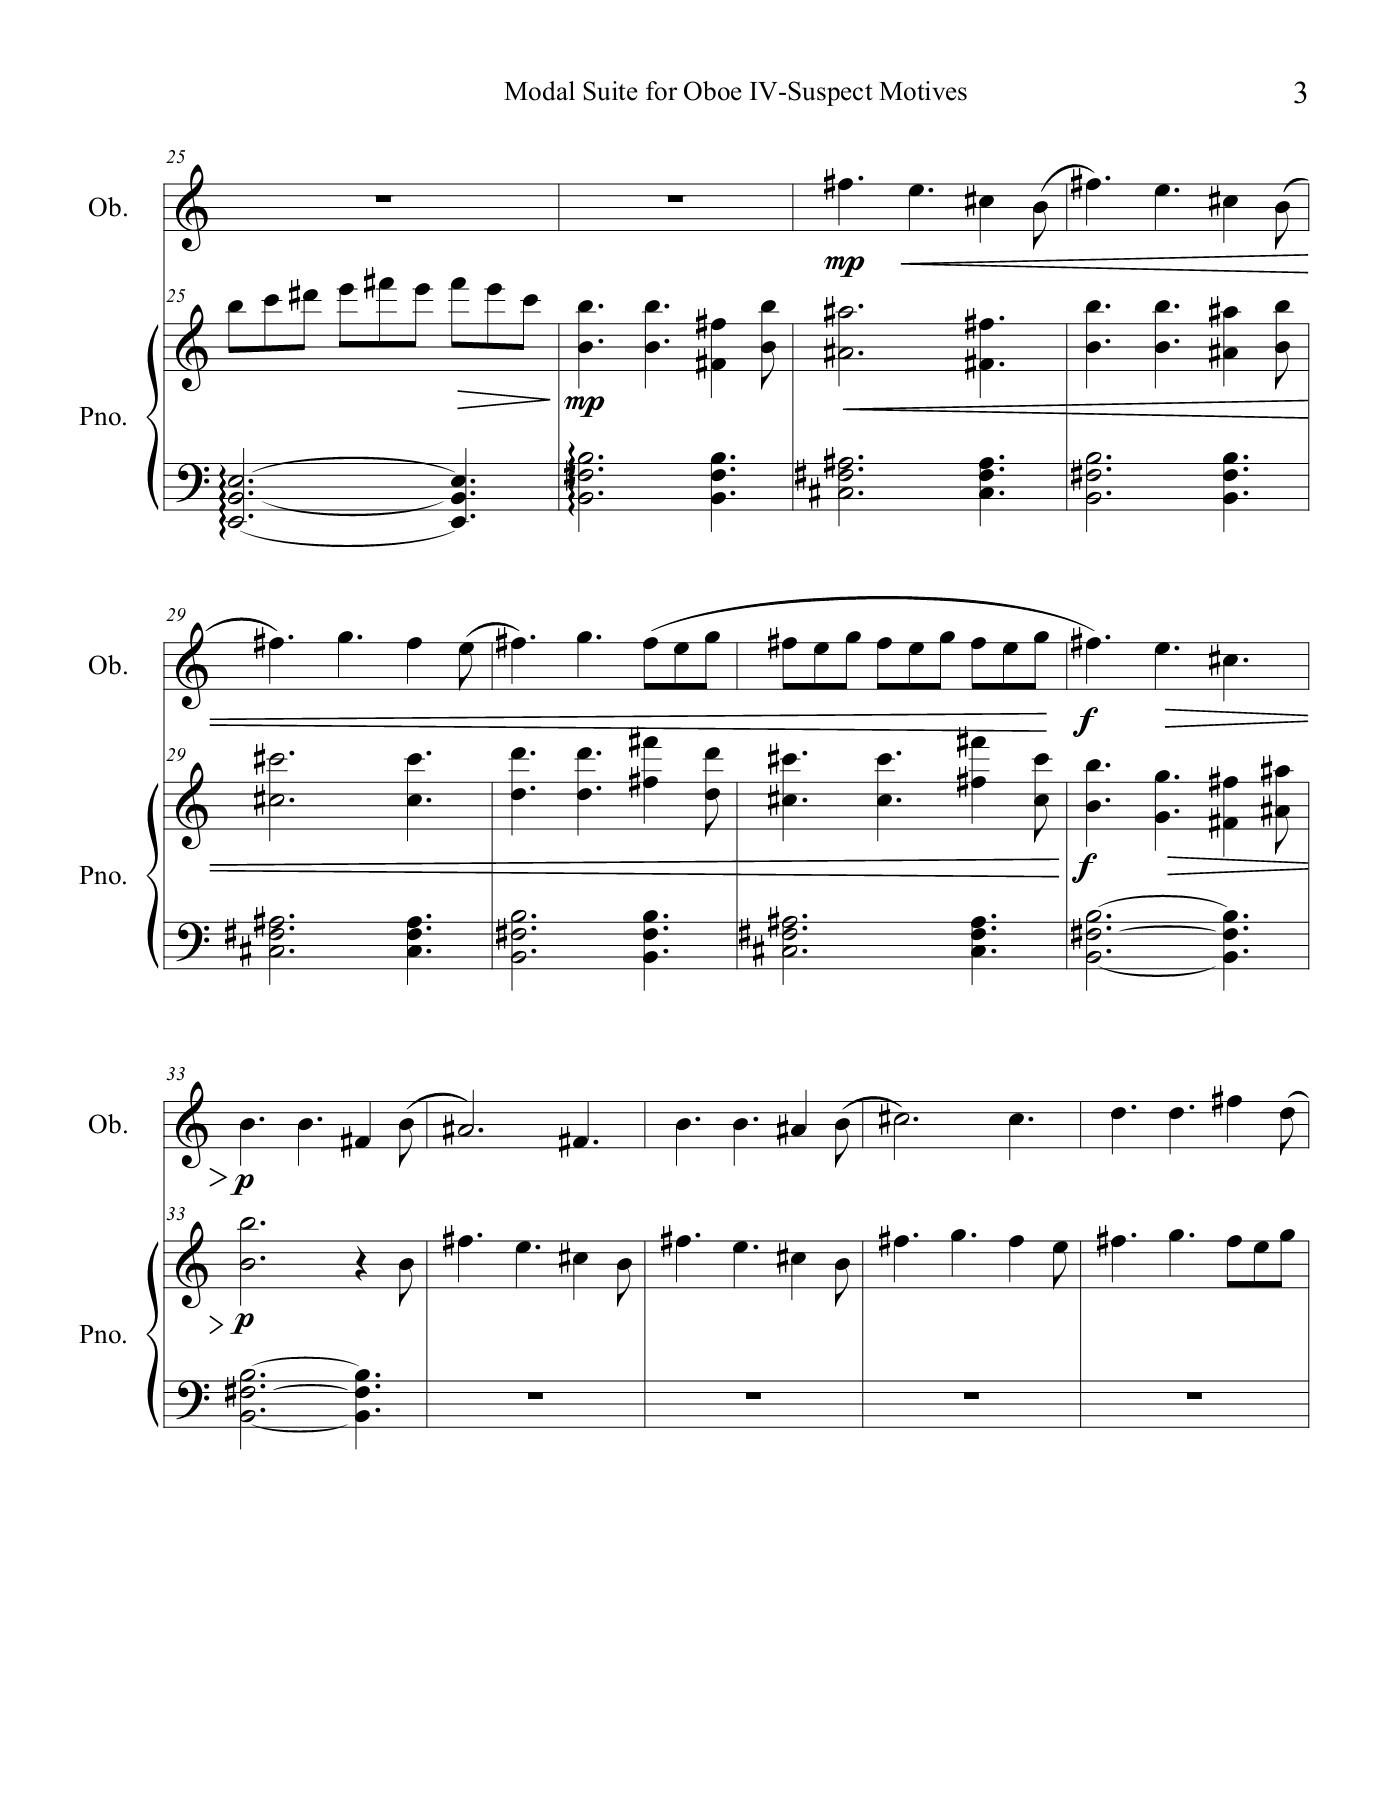 Modal Suite for Oboe IV-Suspect Motives 3
25
Ob.
mp
25
mp
Pno.
29
Ob.
f
29
f
Pno.
33
Ob.
p
33
p
Pno.